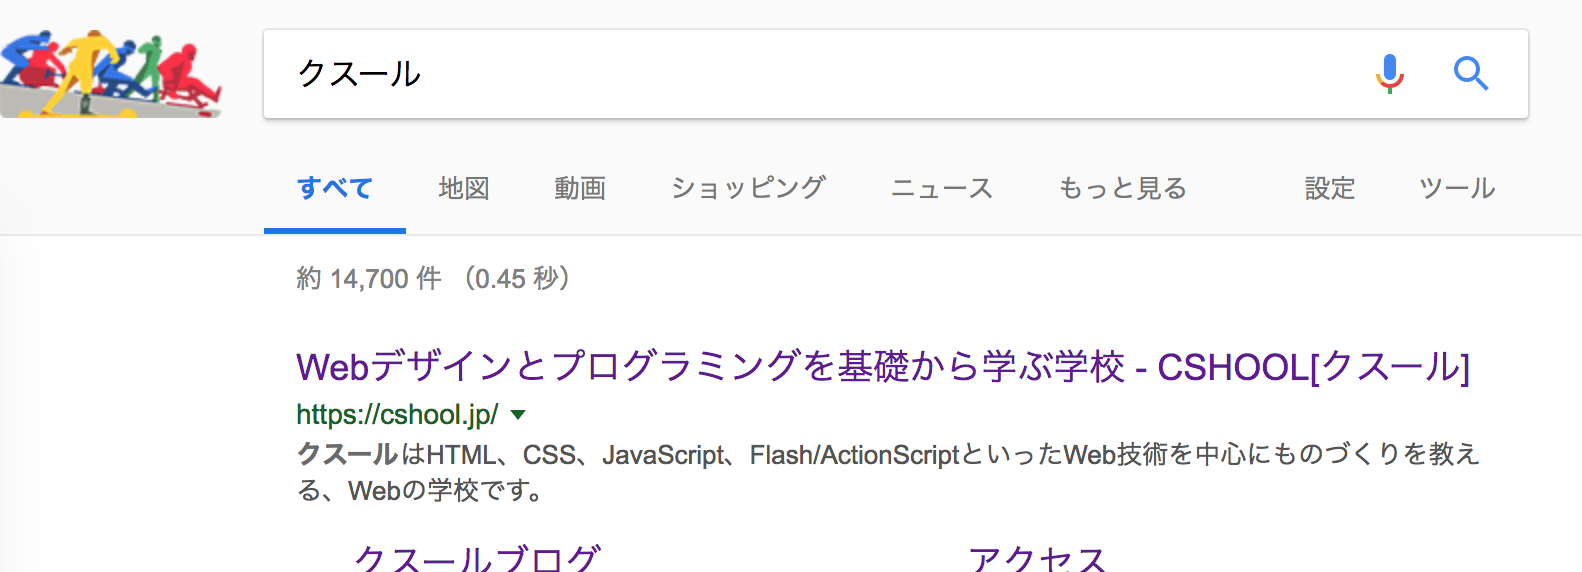 クスール
すべて 地図 動画 ショッピング ニュース もっと見る 設定 ツール
約 14,700 件 （0.45 秒）
Webデザインとプログラミングを基礎から学ぶ学校 - CSHOOL[クスール]
https://cshool.jp/
クスールはHTML、CSS、JavaScript、Flash/ActionScriptといったWeb技術を中心にものづくりを教え
る、Webの学校です。
クスールブログ アクセス